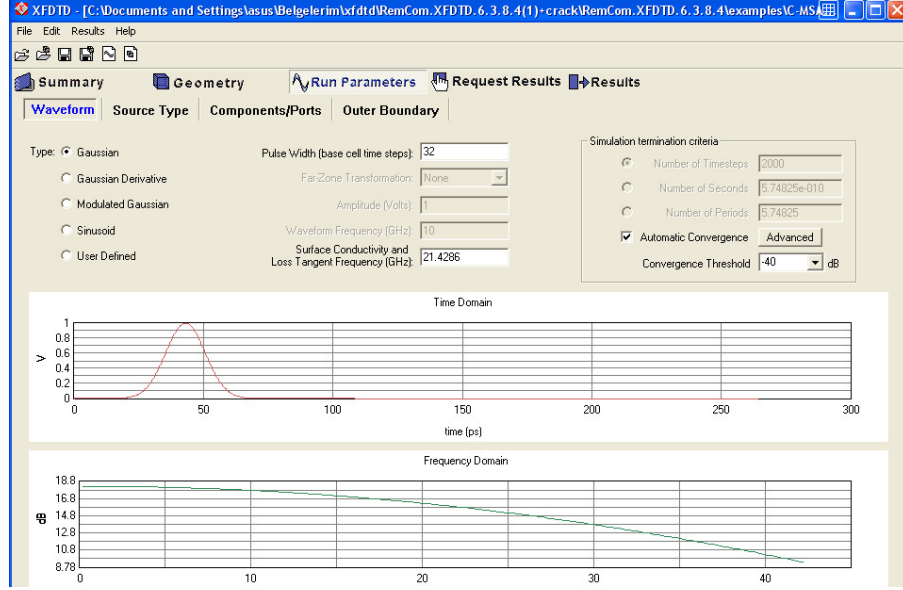 XFDTD - [C:\Documents and Settings\asus\Belgelerim\xfdtd\RemCom.XFDTD.6.3.8.4(1)+crack\RemCom.XFDTD.6.3.8.4\examples\C-MSA
File Edit Results Help
Summary Geometry Run Parameters Request Results Results
Waveform Source Type Components/Ports Outer Boundary
Simulation termination criteria
Type: Gaussian Pulse Width (base cell time steps): 32 Number of Timesteps 2000
Gaussian Derivative Far-Zone Transformation: None Number of Seconds 5.74825e-010
Modulated Gaussian Amplitude (Volts): 1 Number of Periods 5.74825
Sinusoid Waveform Frequency (GHz): 10 Automatic Convergence Advanced
User Defined Surface Conductivity and
Loss Tangent Frequency (GHz): 21.4286 Convergence Threshold -40 dB
Time Domain
1
0.8
0.6
0.4
0.2
0
V
0 50 100 150 200 250 300
time (ps)
Frequency Domain
18.8
16.8
14.8
12.8
10.8
8.78
dB
0 10 20 30 40